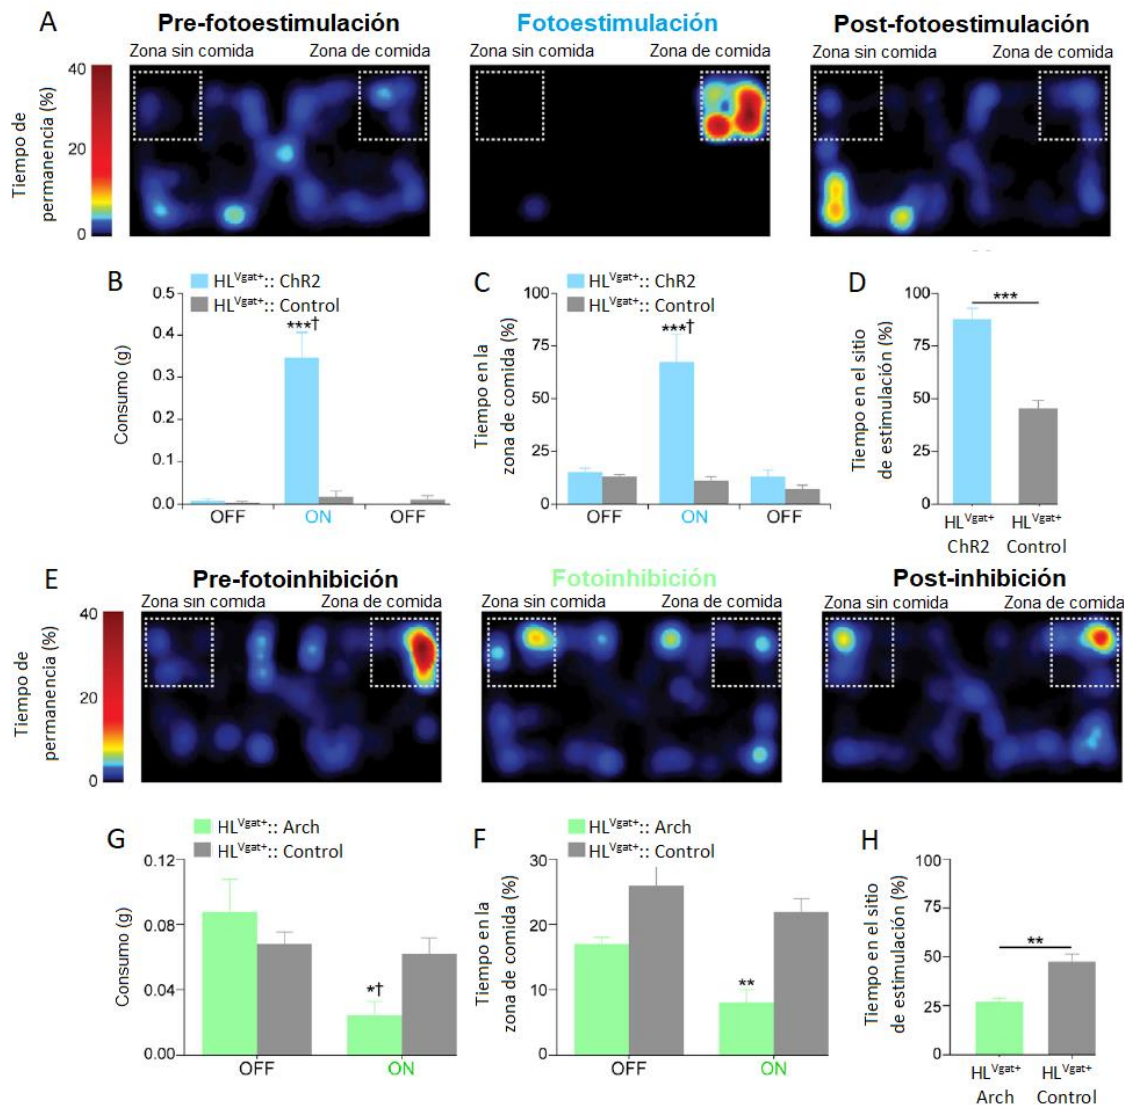 A
Pre-fotoestimulación
Fotoestimulación
Post-fotoestimulación
Zona sin comida
Zona de comida
Zona sin comida
Zona de comida
Zona sin comida
Zona de comida
Tiempo de
permanencia (%)
40
20
0
B
HLVgat+:: ChR2
HLVgat+:: Control
Consumo (g)
0.5
0.4
0.3
0.2
0.1
0.0
***†
OFF
ON
OFF
C
HLVgat+:: ChR2
HLVgat+:: Control
Tiempo en la
zona de comida (%)
100
75
50
25
0
***†
OFF
ON
OFF
D
Tiempo en el sitio
de estimulación (%)
100
75
50
25
0
***
HLVgat+
ChR2
HLVgat+
Control
E
Pre-fotoinhibición
Fotoinhibición
Post-inhibición
Zona sin comida
Zona de comida
Zona sin comida
Zona de comida
Zona sin comida
Zona de comida
Tiempo de
permanencia (%)
40
20
0
G
HLVgat+:: Arch
HLVgat+:: Control
Consumo (g)
0.12
0.08
0.04
0.00
*†
OFF
ON
F
HLVgat+:: Arch
HLVgat+:: Control
Tiempo en la
zona de comida (%)
30
20
10
0
**
OFF
ON
H
Tiempo en el sitio
de estimulación (%)
100
75
50
25
0
**
HLVgat+
Arch
HLVgat+
Control